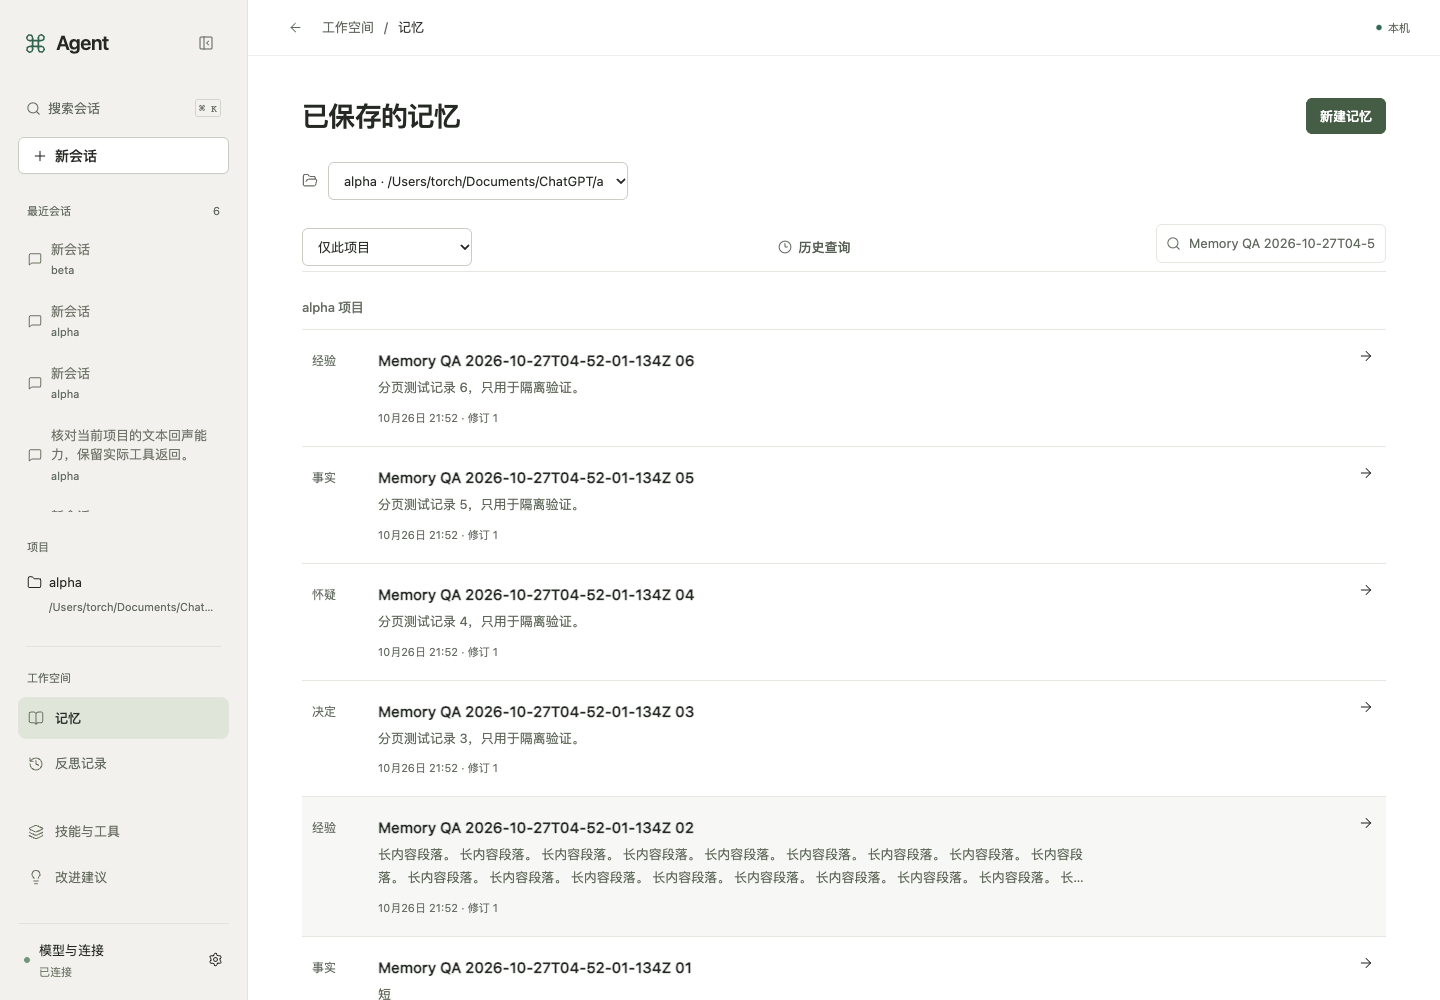 Agent
搜索会话
⌘ K
新会话
最近会话 6
新会话
beta
新会话
alpha
新会话
alpha
核对当前项目的文本回声能
力，保留实际工具返回。
alpha
项目
alpha
/Users/torch/Documents/Chat...
工作空间
记忆
反思记录
技能与工具
改进建议
模型与连接
已连接
工作空间 / 记忆
本机
已保存的记忆
新建记忆
alpha · /Users/torch/Documents/ChatGPT/a
仅此项目
历史查询
Memory QA 2026-10-27T04-5
alpha 项目
经验
Memory QA 2026-10-27T04-52-01-134Z 06
分页测试记录 6，只用于隔离验证。
10月26日 21:52 · 修订 1
事实
Memory QA 2026-10-27T04-52-01-134Z 05
分页测试记录 5，只用于隔离验证。
10月26日 21:52 · 修订 1
怀疑
Memory QA 2026-10-27T04-52-01-134Z 04
分页测试记录 4，只用于隔离验证。
10月26日 21:52 · 修订 1
决定
Memory QA 2026-10-27T04-52-01-134Z 03
分页测试记录 3，只用于隔离验证。
10月26日 21:52 · 修订 1
经验
Memory QA 2026-10-27T04-52-01-134Z 02
长内容段落。 长内容段落。 长内容段落。 长内容段落。 长内容段落。 长内容段落。 长内容段落。 长内容段落。 长内容段
落。 长内容段落。 长内容段落。 长内容段落。 长内容段落。 长内容段落。 长内容段落。 长内容段落。 长内容段落。 长...
10月26日 21:52 · 修订 1
事实
Memory QA 2026-10-27T04-52-01-134Z 01
短